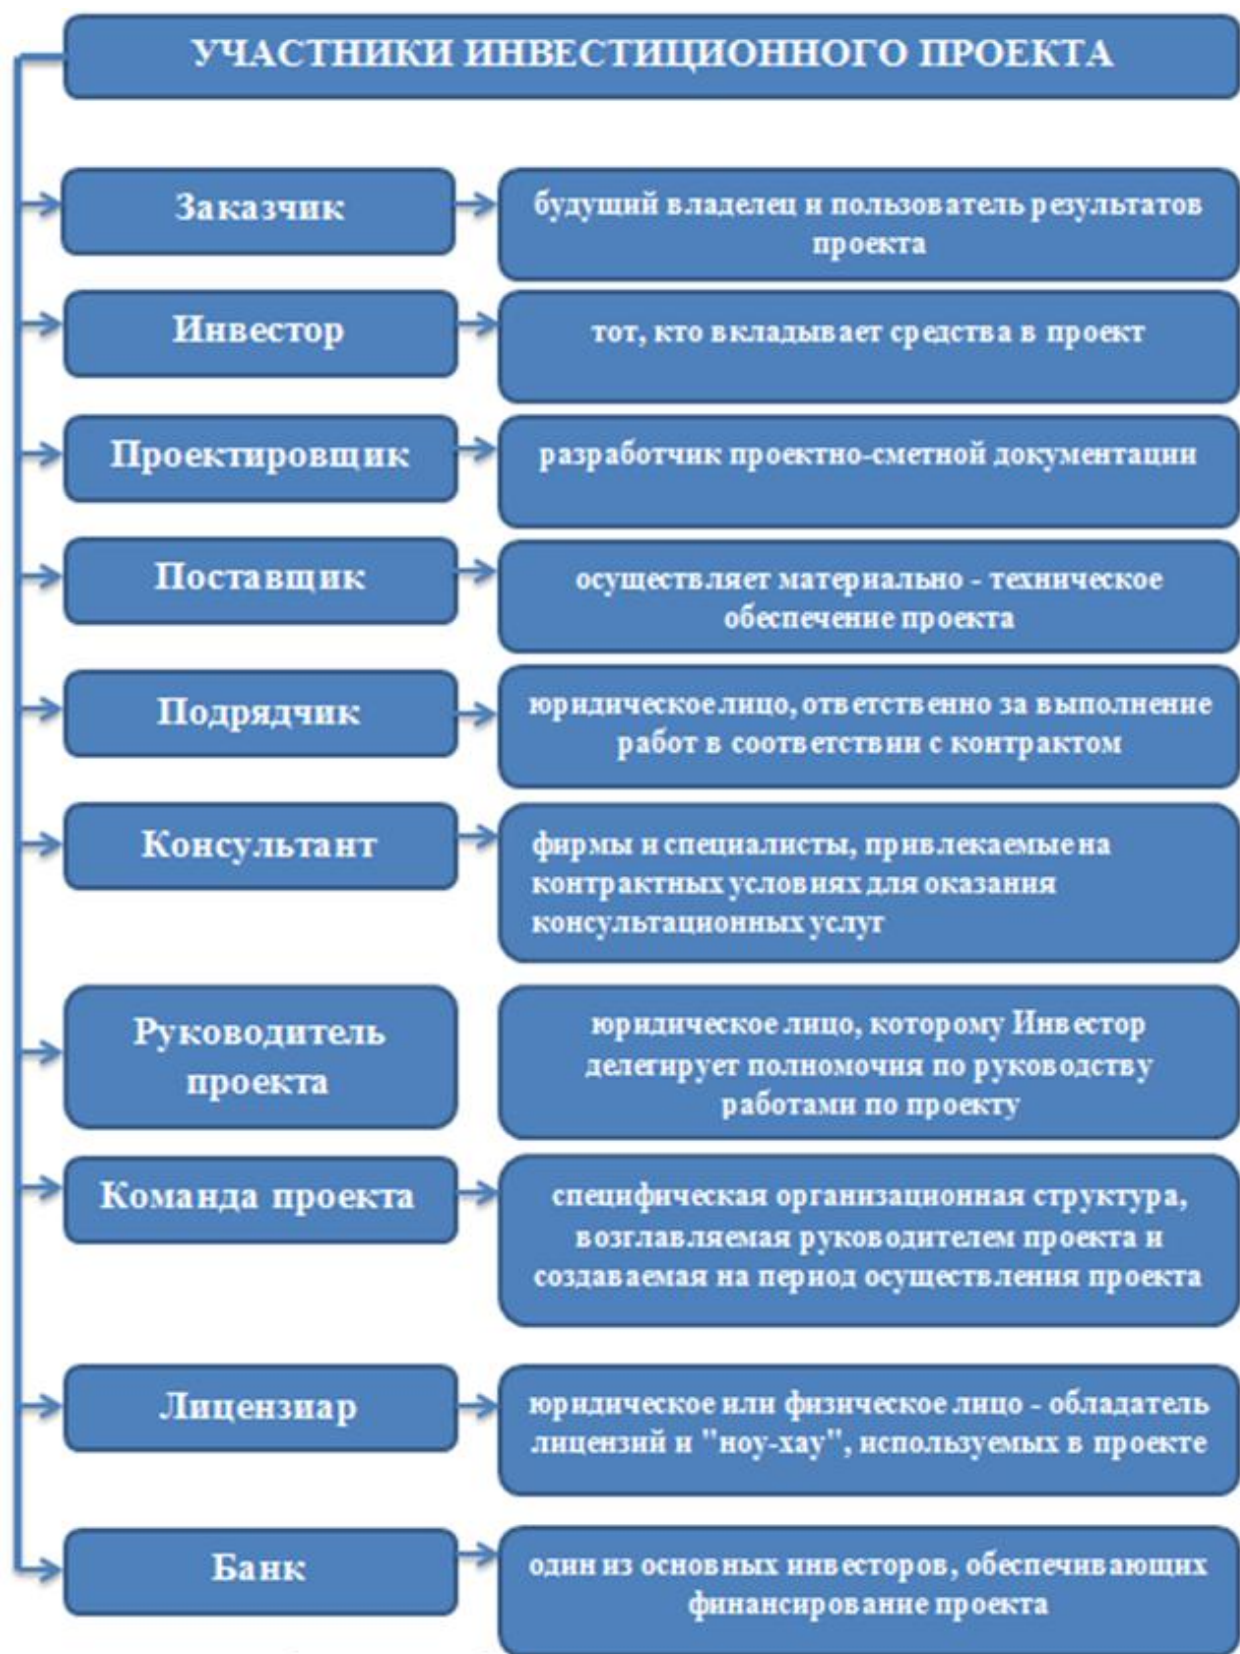 УЧАСТНИКИ ИНВЕСТИЦИОННОГО ПРОЕКТА
Заказчик
будущий владелец и пользователь результатов
проекта
Инвестор
тот, кто вкладывает средства в проект
Проектировщик
разработчик проектно-сметной документации
Поставщик
осуществляет материально - техническое
обеспечение проекта
Подрядчик
юридическое лицо, ответственно за выполнение
работ в соответствии с контрактом
Консультант
фирмы и специалисты, привлекаемые на
контрактных условиях для оказания
консультационных услуг
Руководитель
проекта
юридическое лицо, которому Инвестор
делегирует полномочия по руководству
работами по проекту
Команда проекта
специфическая организационная структура,
возглавляемая руководителем проекта и
создаваемая на период осуществления проекта
Лицензиар
юридическое или физическое лицо - обладатель
лицензий и "ноу-хау", используемых в проекте
Банк
один из основных инвесторов, обеспечивающих
финансирование проекта